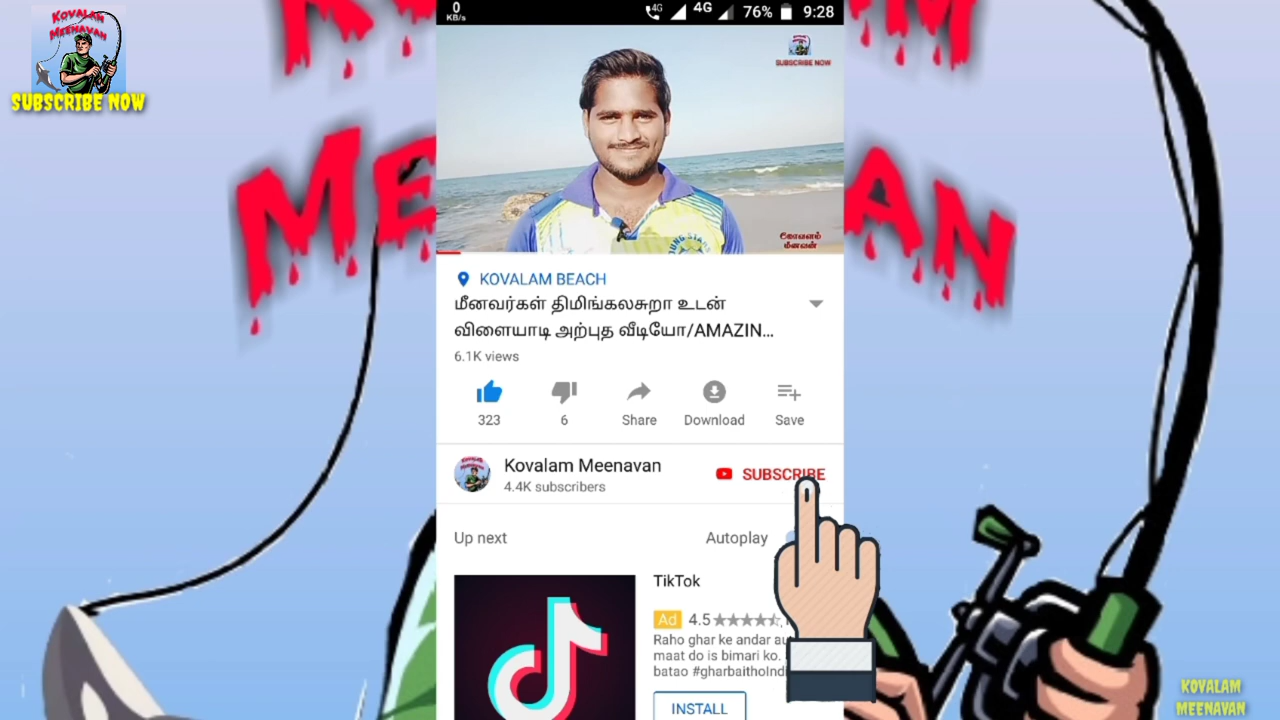 KOVALAM
MEENAVAN
SUBSCRIBE NOW
0
KB/s
4G
4G
76%
9:28
M
ME
AN
SUBSCRIBE NOW
கோவளம்
மீனவன்
KOVALAM BEACH
மீனவர்கள் திமிங்கலசுறா உடன்
விளையாடி அற்புத வீடியோ/AMAZIN...
6.1K views
323
6
Share
Download
Save
Kovalam Meenavan
4.4K subscribers
SUBSCRIBE
Up next
Autoplay
TikTok
Ad 4.5
Raho ghar ke andar
maat do is bimari ko.
batao
INSTALL
KOVALAM
MEENAVAN